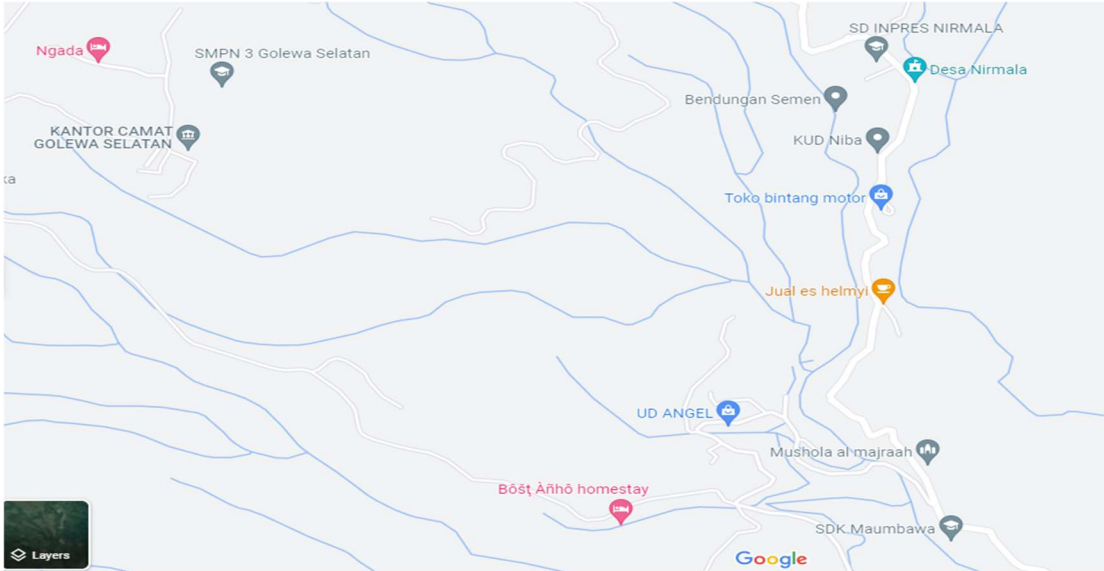 SD INPRES NIRMALA
Ngada
SMPN 3 Golewa Selatan
Desa Nirmala
Bendungan Semen
KANTOR CAMAT
GOLEWA SELATAN
KUD Niba
ka
Toko bintang motor
Jual es helmyi
UD ANGEL
Mushola al majraah
Bôšţ Àñhô homestay
SDK Maumbawa
Layers
Google